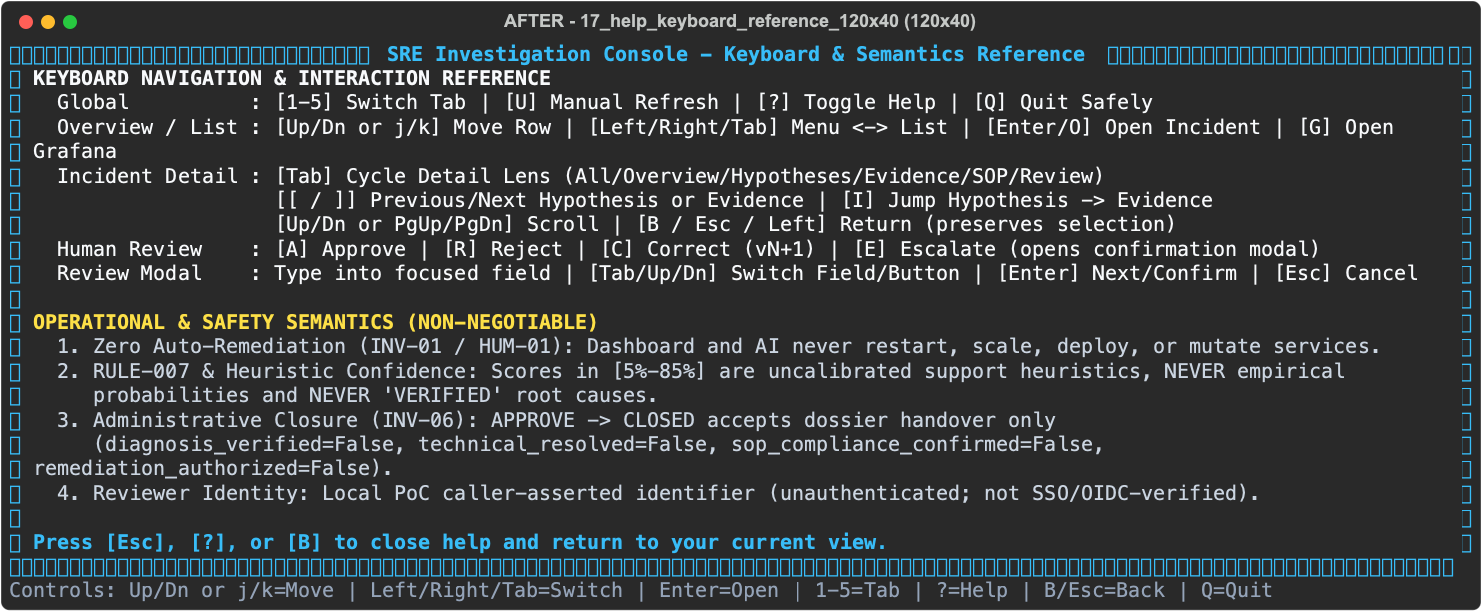 AFTER - 17_help_keyboard_reference_120x40 (120x40)
SRE Investigation Console – Keyboard & Semantics Reference
KEYBOARD NAVIGATION & INTERACTION REFERENCE
Global          : [1-5] Switch Tab | [U] Manual Refresh | [?] Toggle Help | [Q] Quit Safely
Overview / List : [Up/Dn or j/k] Move Row | [Left/Right/Tab] Menu <-> List | [Enter/O] Open Incident | [G] Open
Grafana
Incident Detail : [Tab] Cycle Detail Lens (All/Overview/Hypotheses/Evidence/SOP/Review)
[[ / ]] Previous/Next Hypothesis or Evidence | [I] Jump Hypothesis -> Evidence
[Up/Dn or PgUp/PgDn] Scroll | [B / Esc / Left] Return (preserves selection)
Human Review    : [A] Approve | [R] Reject | [C] Correct (vN+1) | [E] Escalate (opens confirmation modal)
Review Modal    : Type into focused field | [Tab/Up/Dn] Switch Field/Button | [Enter] Next/Confirm | [Esc] Cancel
OPERATIONAL & SAFETY SEMANTICS (NON-NEGOTIABLE)
1. Zero Auto-Remediation (INV-01 / HUM-01): Dashboard and AI never restart, scale, deploy, or mutate services.
2. RULE-007 & Heuristic Confidence: Scores in [5%-85%] are uncalibrated support heuristics, NEVER empirical
probabilities and NEVER 'VERIFIED' root causes.
3. Administrative Closure (INV-06): APPROVE -> CLOSED accepts dossier handover only
(diagnosis_verified=False, technical_resolved=False, sop_compliance_confirmed=False,
remediation_authorized=False).
4. Reviewer Identity: Local PoC caller-asserted identifier (unauthenticated; not SSO/OIDC-verified).
Press [Esc], [?], or [B] to close help and return to your current view.
Controls: Up/Dn or j/k=Move | Left/Right/Tab=Switch | Enter=Open | 1-5=Tab | ?=Help | B/Esc=Back | Q=Quit